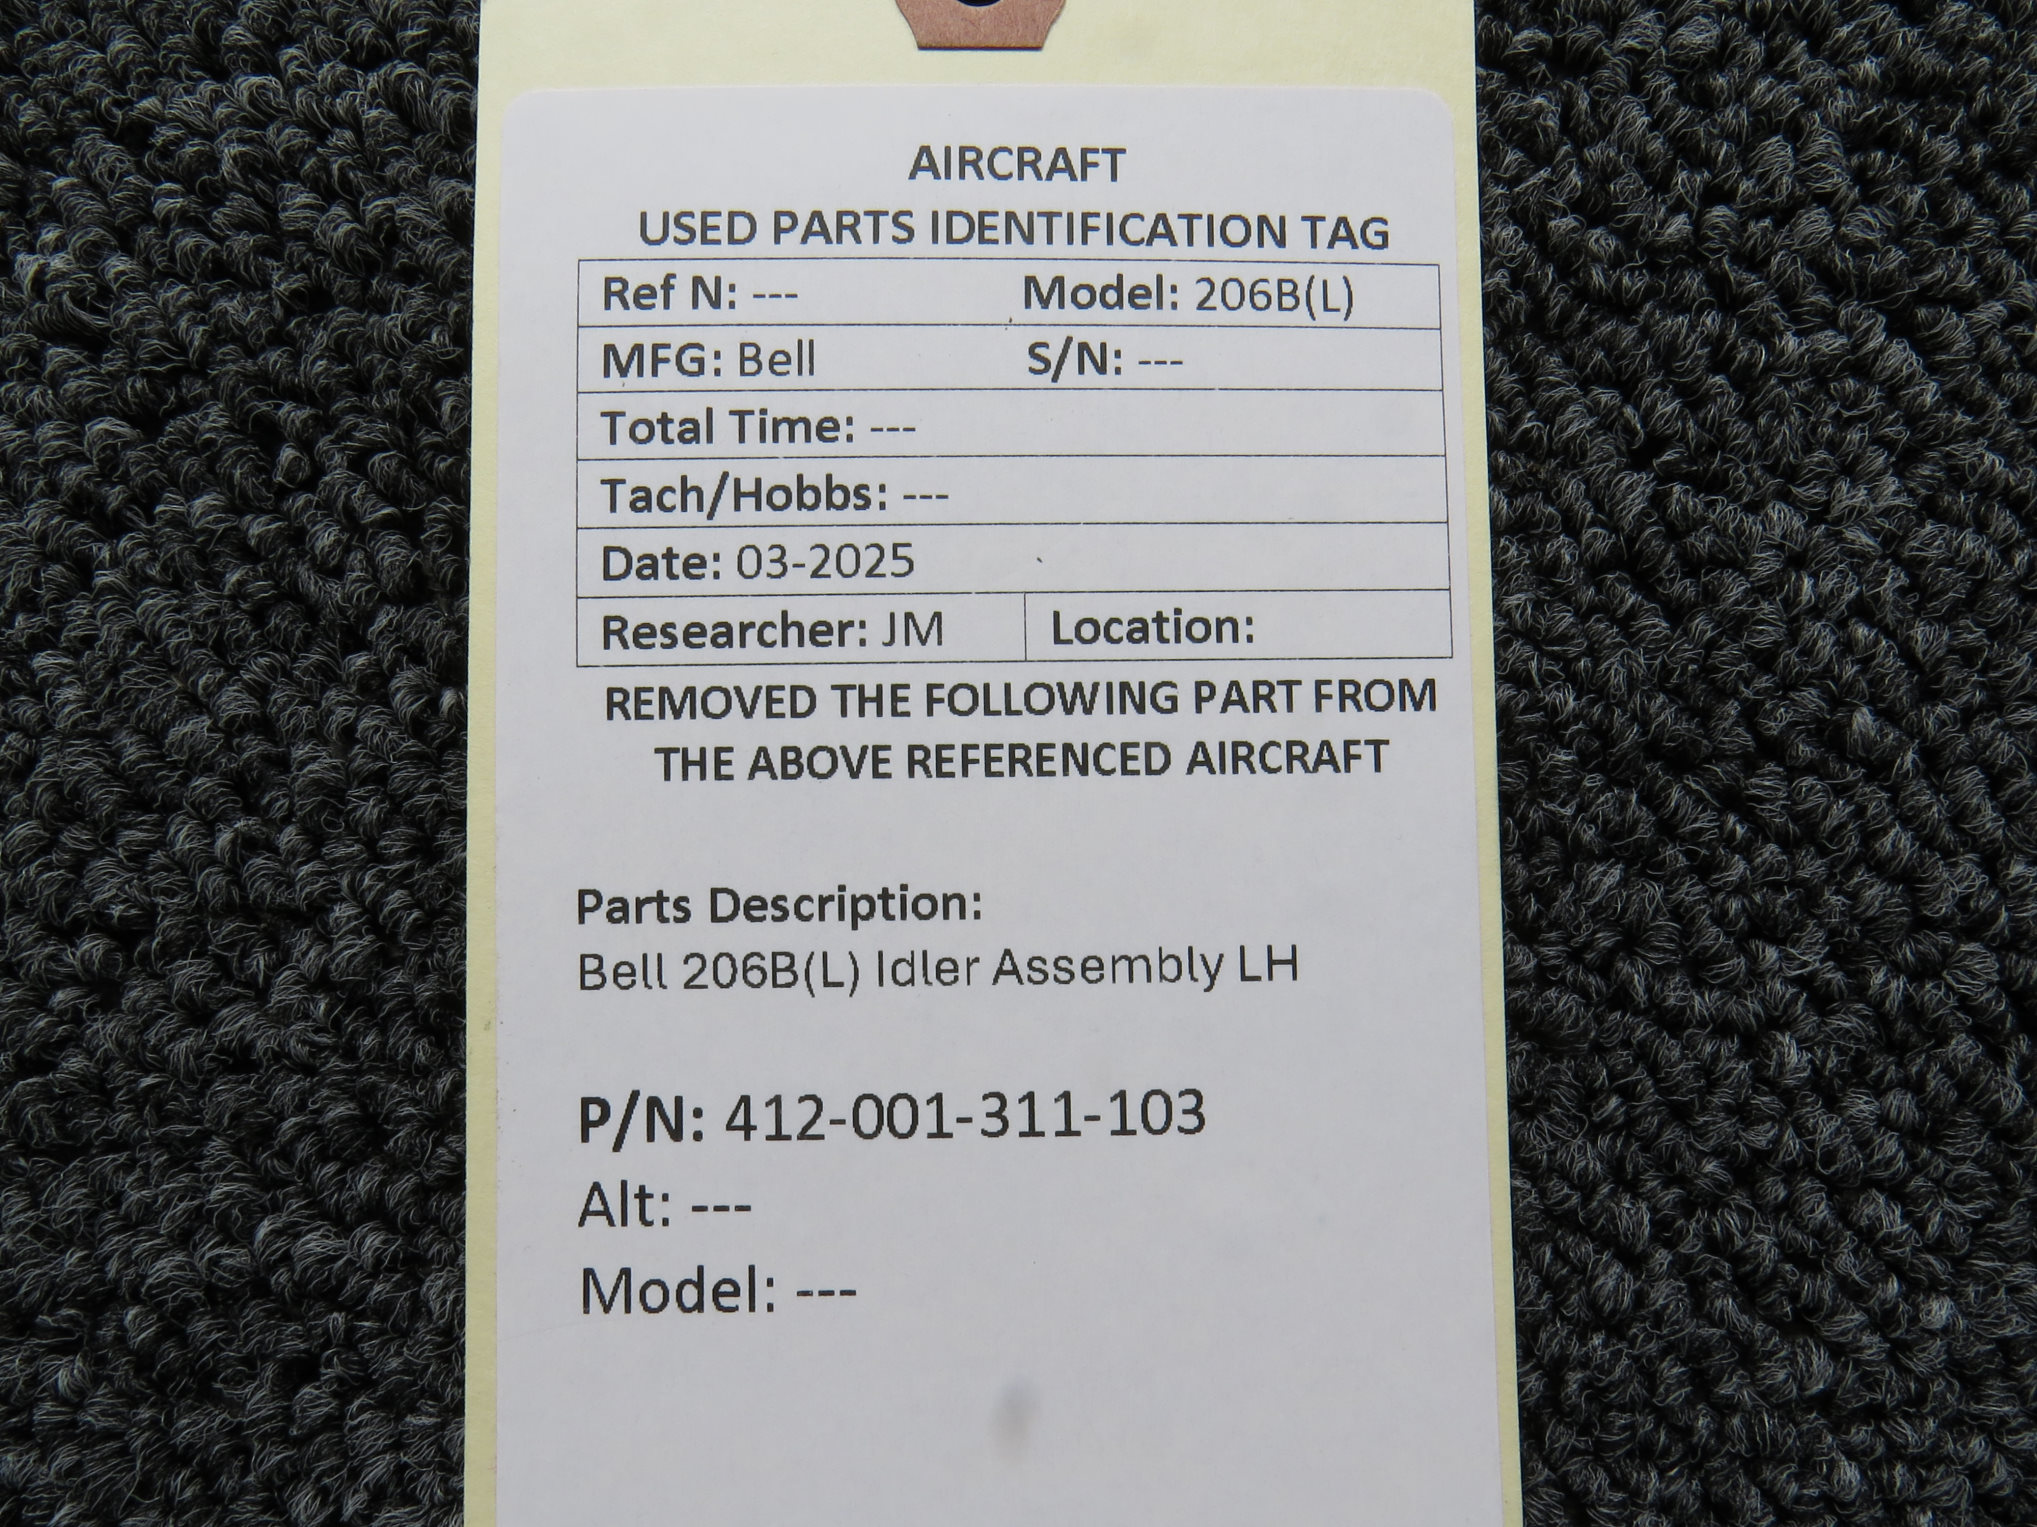 AIRCRAFT
USED PARTS IDENTIFICATION TAG
Ref N: --- Model: 206B(L)
MFG: Bell S/N: ---
Total Time: ---
Tach/Hobbs: ---
Date: 03-2025
Researcher: JM Location:
REMOVED THE FOLLOWING PART FROM
THE ABOVE REFERENCED AIRCRAFT
Parts Description:
Bell 206B(L) Idler Assembly LH
P/N: 412-001-311-103
Alt: ---
Model: ---